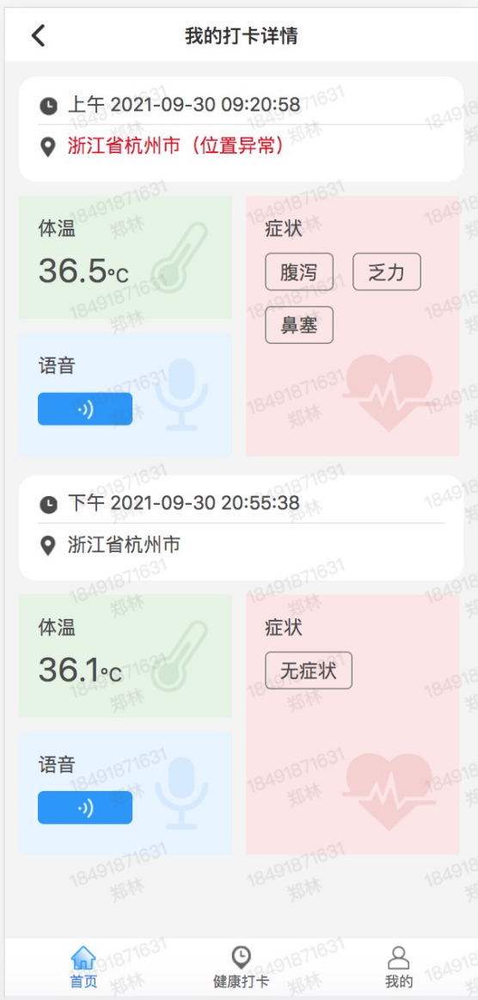 我的打卡详情
上午 2021-09-30 09:20:58
浙江省杭州市（位置异常）
体温
36.5°C
症状
腹泻 乏力
鼻塞
语音
下午 2021-09-30 20:55:38
浙江省杭州市
体温
36.1°C
症状
无症状
语音
首页 健康打卡 我的
18491871631
郑林